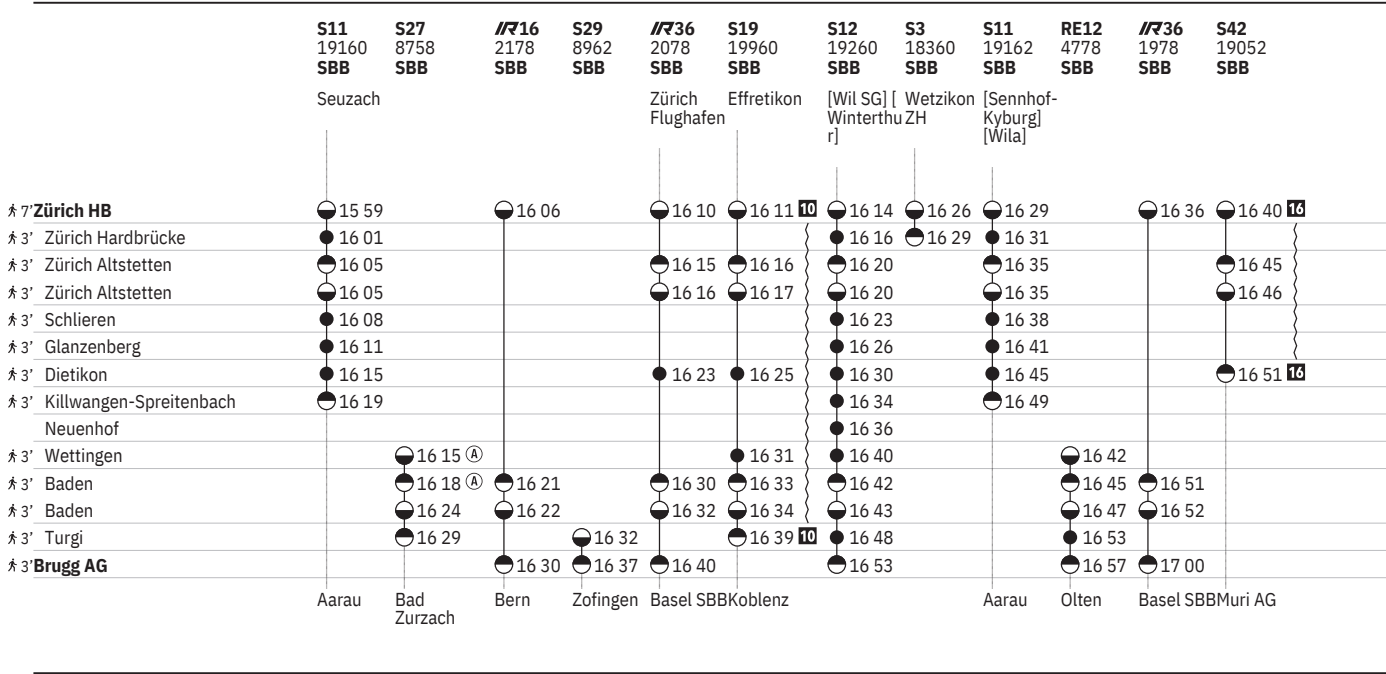 S11 S27 IR16 S29 IR36 S19 S12 S3 S11 RE12 IR36 S42
19160 8758 2178 8962 2078 19960 19260 18360 19162 4778 1978 19052
SBB SBB SBB SBB SBB SBB SBB SBB SBB SBB SBB SBB
Seuzach Zürich Effretikon [Wil SG] [ Wetzikon [Sennhof-
Flughafen Winterthu ZH Kyburg]
r] [Wila]
7’ Zürich HB 15 59 16 06 16 10 16 11 10 16 14 16 26 16 29 16 36 16 40 16
3’ Zürich Hardbrücke 16 01 16 16 16 29 16 31
3’ Zürich Altstetten 16 05 16 15 16 16 16 20 16 35 16 45
3’ Zürich Altstetten 16 05 16 16 16 17 16 20 16 35 16 46
3’ Schlieren 16 08 16 23 16 38
3’ Glanzenberg 16 11 16 26 16 41
3’ Dietikon 16 15 16 23 16 25 16 30 16 45 16 51 16
3’ Killwangen-Spreitenbach 16 19 16 34 16 49
Neuenhof 16 36
3’ Wettingen 16 15 Ⓐ 16 31 16 40 16 42
3’ Baden 16 18 Ⓐ 16 21 16 30 16 33 16 42 16 45 16 51
3’ Baden 16 24 16 22 16 32 16 34 16 43 16 47 16 52
3’ Turgi 16 29 16 32 16 39 10 16 48 16 53
3’ Brugg AG 16 30 16 37 16 40 16 53 16 57 17 00
Aarau Bad Bern Zofingen Basel SBB Koblenz Aarau Olten Basel SBB Muri AG
Zurzach